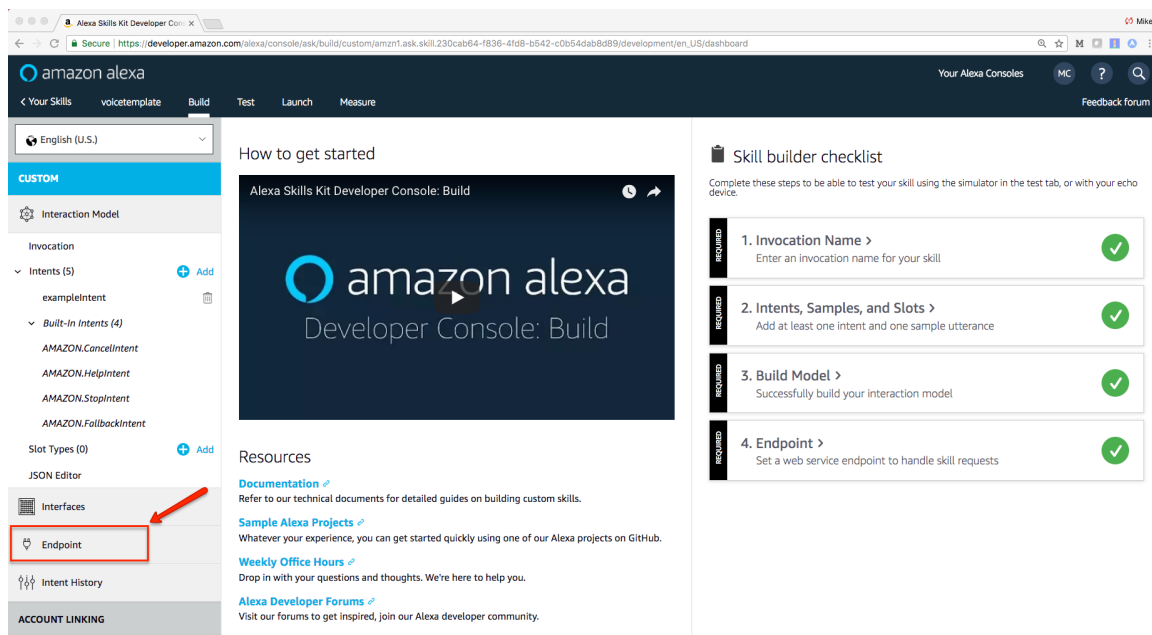 Alexa Skills Kit Developer Cons
Mike
Secure | https://developer.amazon.com/alexa/console/ask/build/custom/amzn1.ask.skill.230cab64-f836-4fd8-b542-c0b54dab8d89/development/en_US/dashboard
amazon alexa
Your Alexa Consoles
MC
?
< Your Skills voicetemplate Build Test Launch Measure
Feedback forum
English (U.S.)
CUSTOM
Interaction Model
Invocation
Intents (5)
Add
exampleIntent
Built-In Intents (4)
AMAZON.CancelIntent
AMAZON.HelpIntent
AMAZON.StopIntent
AMAZON.FallbackIntent
Slot Types (0)
Add
JSON Editor
Interfaces
Endpoint
Intent History
ACCOUNT LINKING
How to get started
Alexa Skills Kit Developer Console: Build
amazon alexa
Developer Console: Build
Resources
Documentation
Refer to our technical documents for detailed guides on building custom skills.
Sample Alexa Projects
Whatever your experience, you can get started quickly using one of our Alexa projects on GitHub.
Weekly Office Hours
Drop in with your questions and thoughts. We're here to help you.
Alexa Developer Forums
Visit our forums to get inspired, join our Alexa developer community.
Skill builder checklist
Complete these steps to be able to test your skill using the simulator in the test tab, or with your echo
device.
REQUIRED
1. Invocation Name >
Enter an invocation name for your skill
REQUIRED
2. Intents, Samples, and Slots >
Add at least one intent and one sample utterance
REQUIRED
3. Build Model >
Successfully build your interaction model
REQUIRED
4. Endpoint >
Set a web service endpoint to handle skill requests